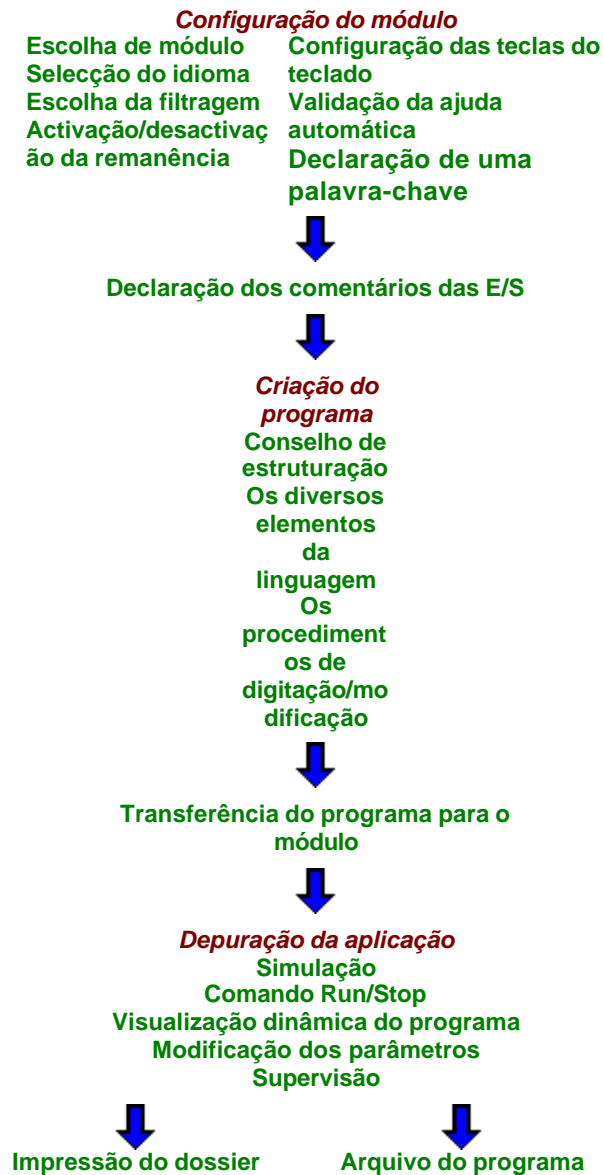 Configuração do módulo
Escolha de módulo
Selecção do idioma
Escolha da filtragem
Activação/desactivaç
ão da remanência
Configuração das teclas do
teclado
Validação da ajuda
automática
Declaração de uma
palavra-chave
Declaração dos comentários das E/S
Criação do
programa
Conselho de
estruturação
Os diversos
elementos
da
linguagem
Os
procediment
os de
digitação/mo
dificação
Transferência do programa para o
módulo
Depuração da aplicação
Simulação
Comando Run/Stop
Visualização dinâmica do programa
Modificação dos parâmetros
Supervisão
Impressão do dossier
Arquivo do programa